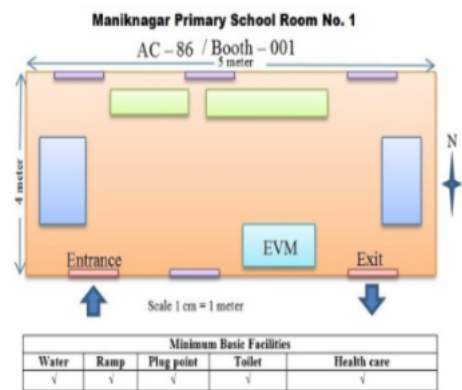 Maniknagar Primary School Room No. 1
AC – 86 / Booth – 001
5 meter
4 meter
N
EVM
Entrance
Exit
Scale 1 cm = 1 meter
Minimum Basic Facilities
Water Ramp Plug point Toilet Health care
√ √ √ √ √